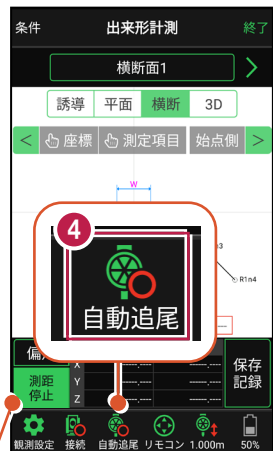 条件 出来形計測 終了
横断面1 >
誘導 平面 横断 3D
< 座標 測定項目 始点側 >
W
4
自動追尾
R1n4
測距
停止
X
Y
Z
--.---
保存
記録
観測設定 接続 自動追尾 リモコン 1.000m 50%